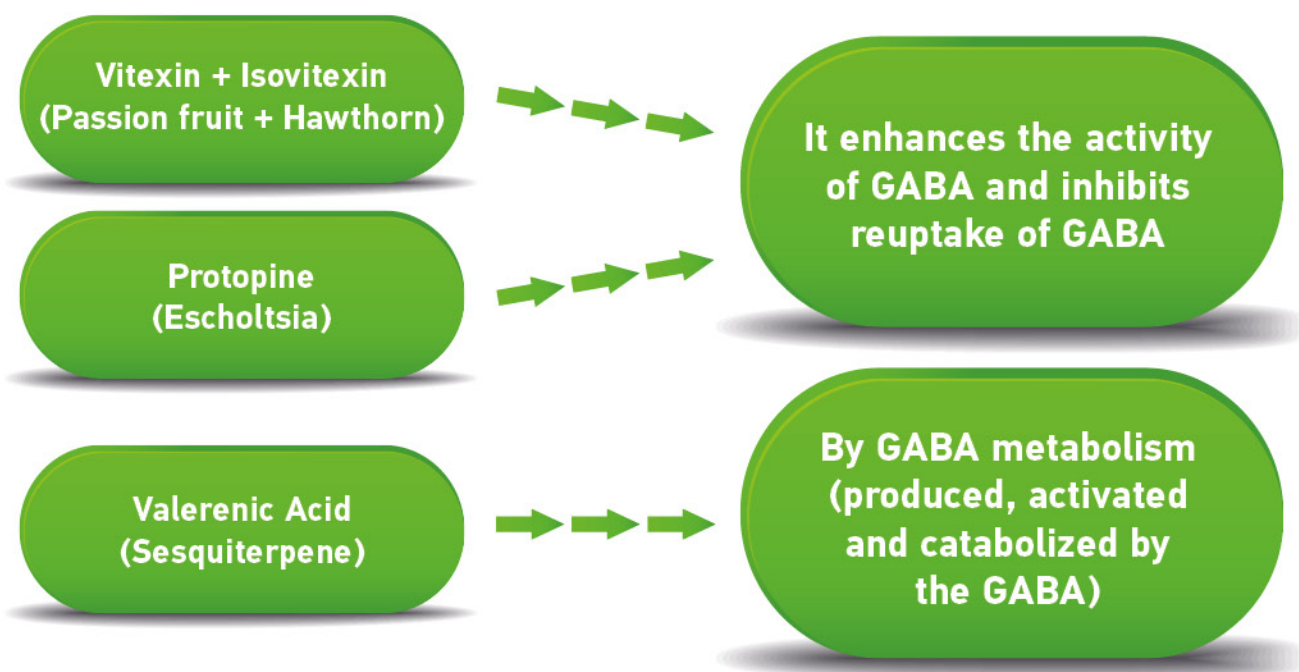 Vitexin + Isovitexin
(Passion fruit + Hawthorn)
Protopine
(Escholtsia)
Valerenic Acid
(Sesquiterpene)
It enhances the activity
of GABA and inhibits
reuptake of GABA
By GABA metabolism
(produced, activated
and catabolized by
the GABA)